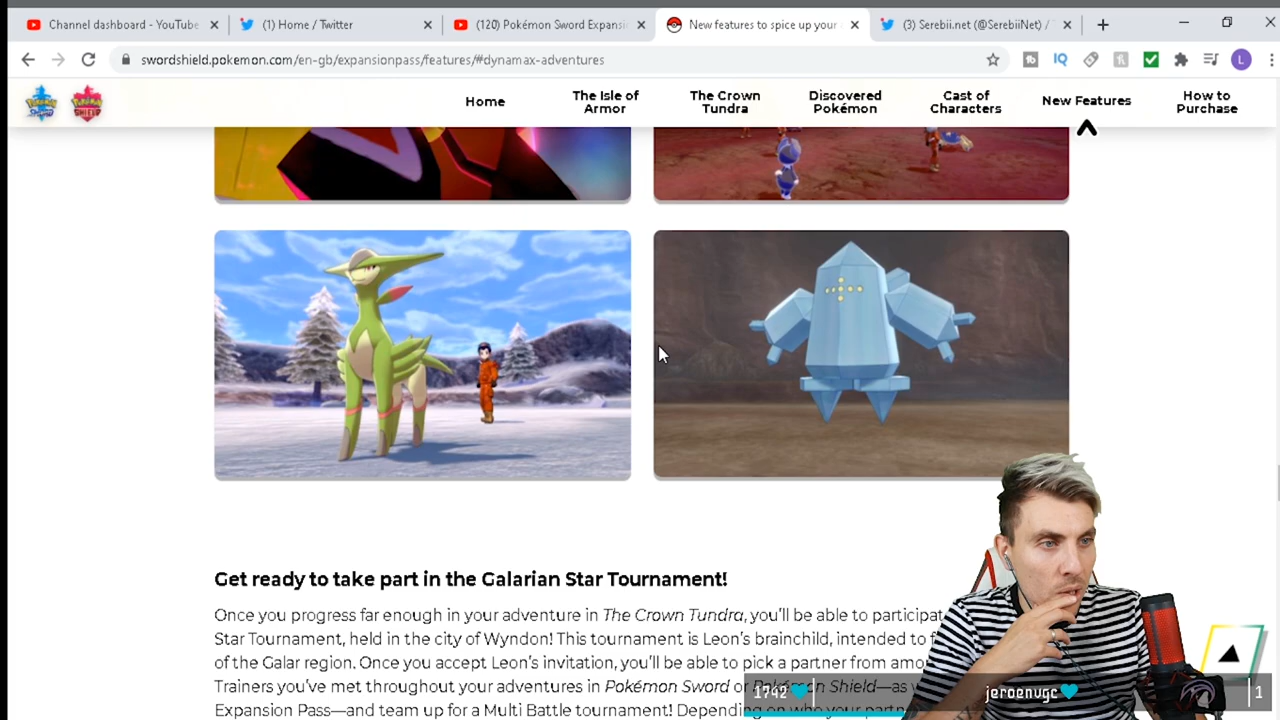 Channel dashboard - YouTube
(1) Home / Twitter
(120) Pokémon Sword Expansi
New features to spice up your
(3) Serebii.net (@SerebiiNet) /
swordshield.pokemon.com/en-gb/expansionpass/features/#dynamax-adventures
IQ
L
Home
The Isle of
Armor
The Crown
Tundra
Discovered
Pokémon
Cast of
Characters
New Features
How to
Purchase
Get ready to take part in the Galarian Star Tournament!
Once you progress far enough in your adventure in The Crown Tundra, you'll be able to participat
Star Tournament, held in the city of Wyndon! This tournament is Leon's brainchild, intended to f
of the Galar region. Once you accept Leon's invitation, you'll be able to pick a partner from amo
Trainers you've met throughout your adventures in Pokémon Sword or Pokémon Shield—as
Expansion Pass—and team up for a Multi Battle tournament! Depending on who your partn
1742
jeroenvgc
1